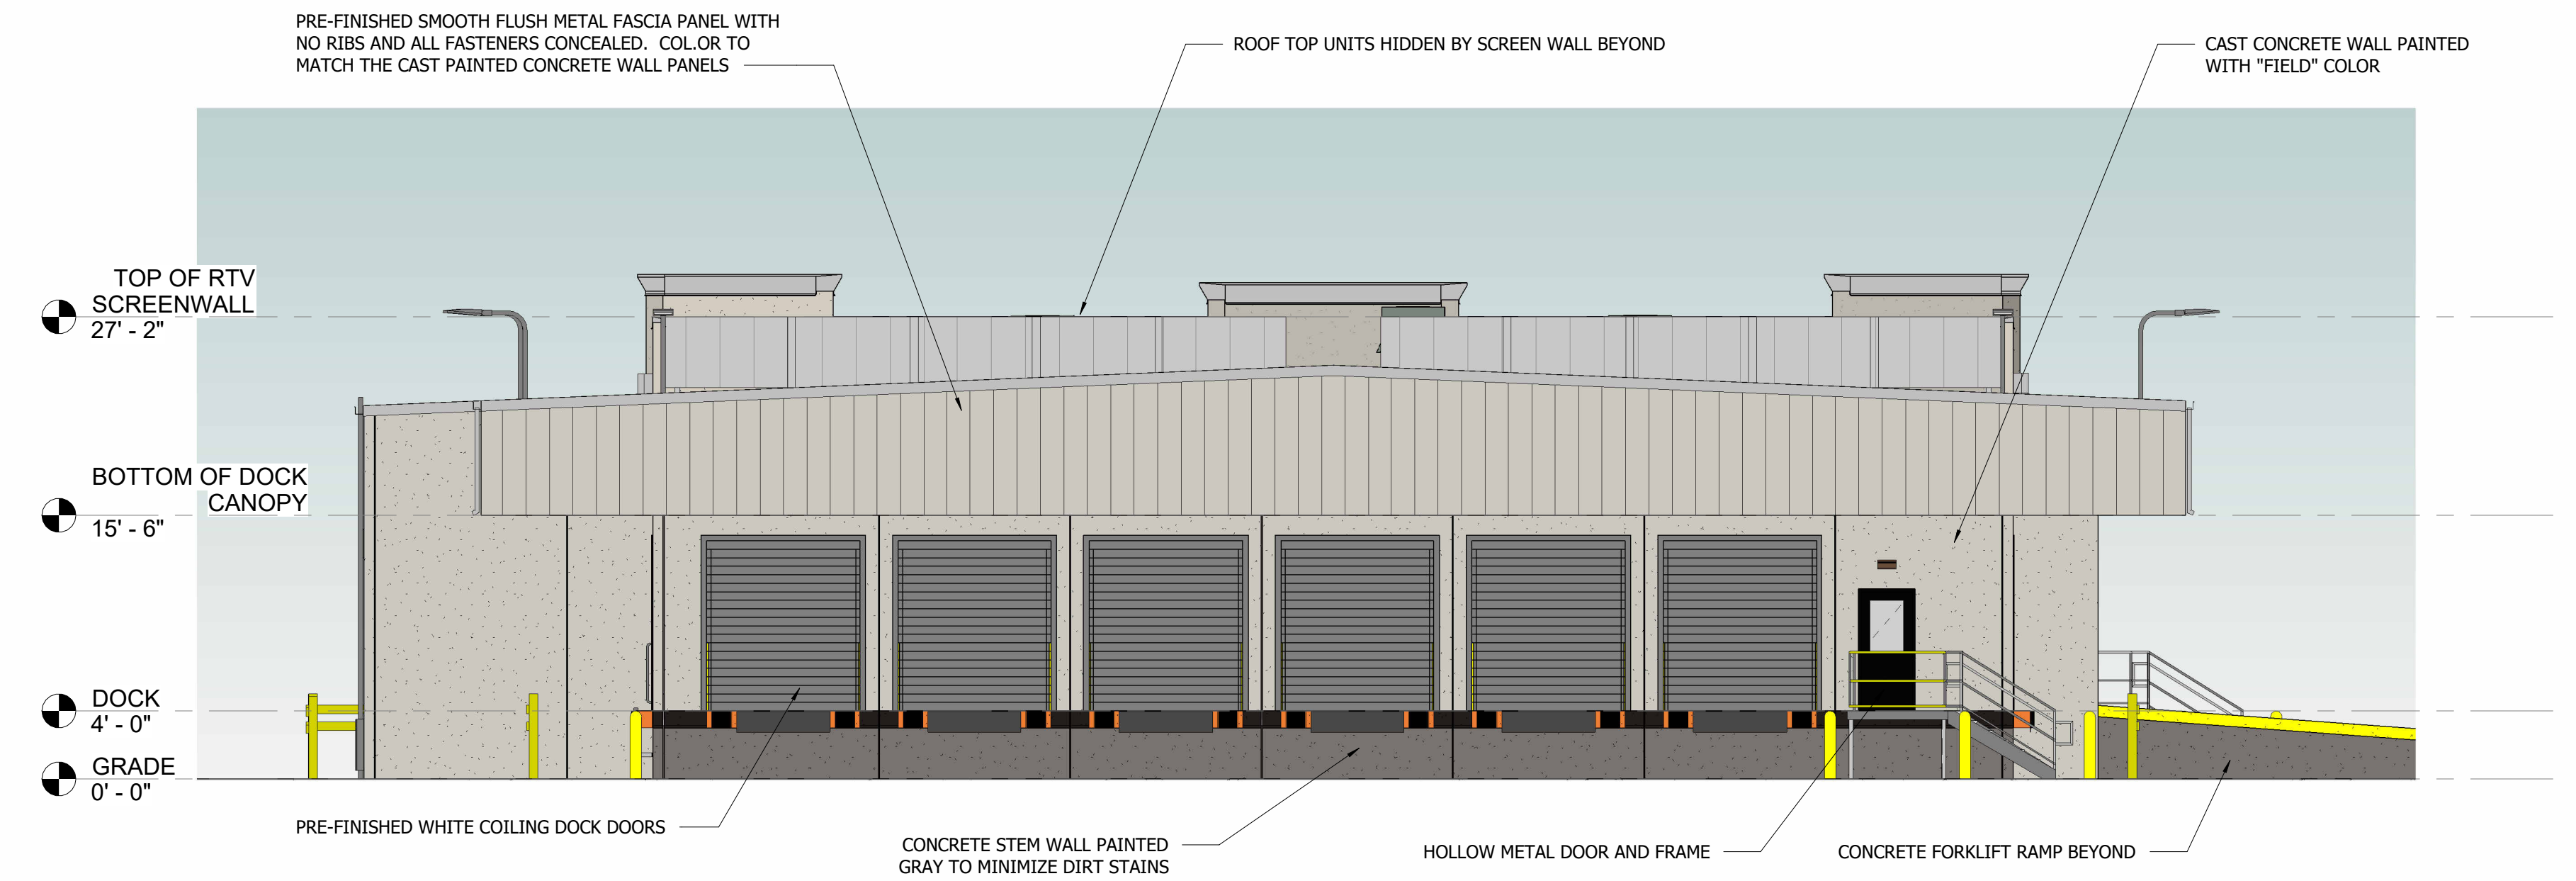 PRE-FINISHED SMOOTH FLUSH METAL FASCIA PANEL WITH
NO RIBS AND ALL FASTENERS CONCEALED.  COL.OR TO
MATCH THE CAST PAINTED CONCRETE WALL PANELS
ROOF TOP UNITS HIDDEN BY SCREEN WALL BEYOND
CAST CONCRETE WALL PAINTED
WITH "FIELD" COLOR
TOP OF RTV
SCREENWALL
27' - 2"
BOTTOM OF DOCK
CANOPY
15' - 6"
DOCK
4' - 0"
GRADE
0' - 0"
PRE-FINISHED WHITE COILING DOCK DOORS
CONCRETE STEM WALL PAINTED
GRAY TO MINIMIZE DIRT STAINS
HOLLOW METAL DOOR AND FRAME
CONCRETE FORKLIFT RAMP BEYOND